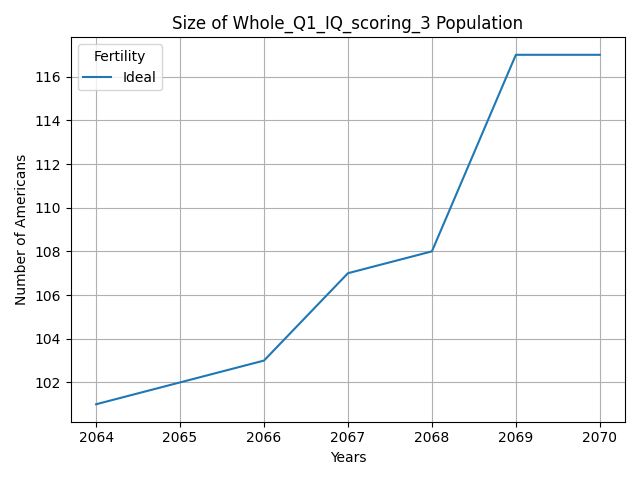 Size of Whole_Q1_IQ_scoring_3 Population
Fertility
Ideal
Number of Americans
116
114
112
110
108
106
104
102
2064 2065 2066 2067 2068 2069 2070
Years